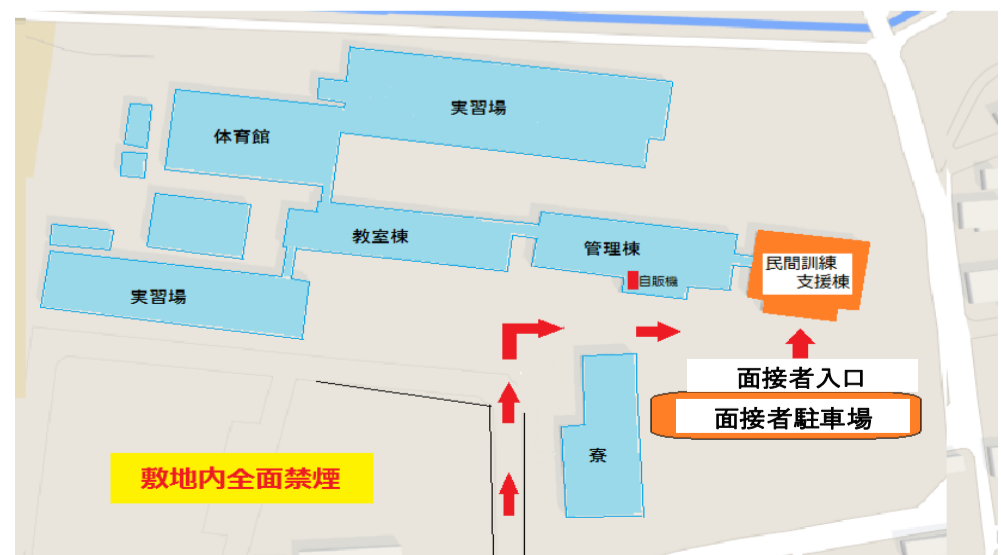 実習場
体育館
教室棟
管理棟
自販機
民間訓練
支援棟
実習場
面接者入口
面接者駐車場
寮
敷地内全面禁煙